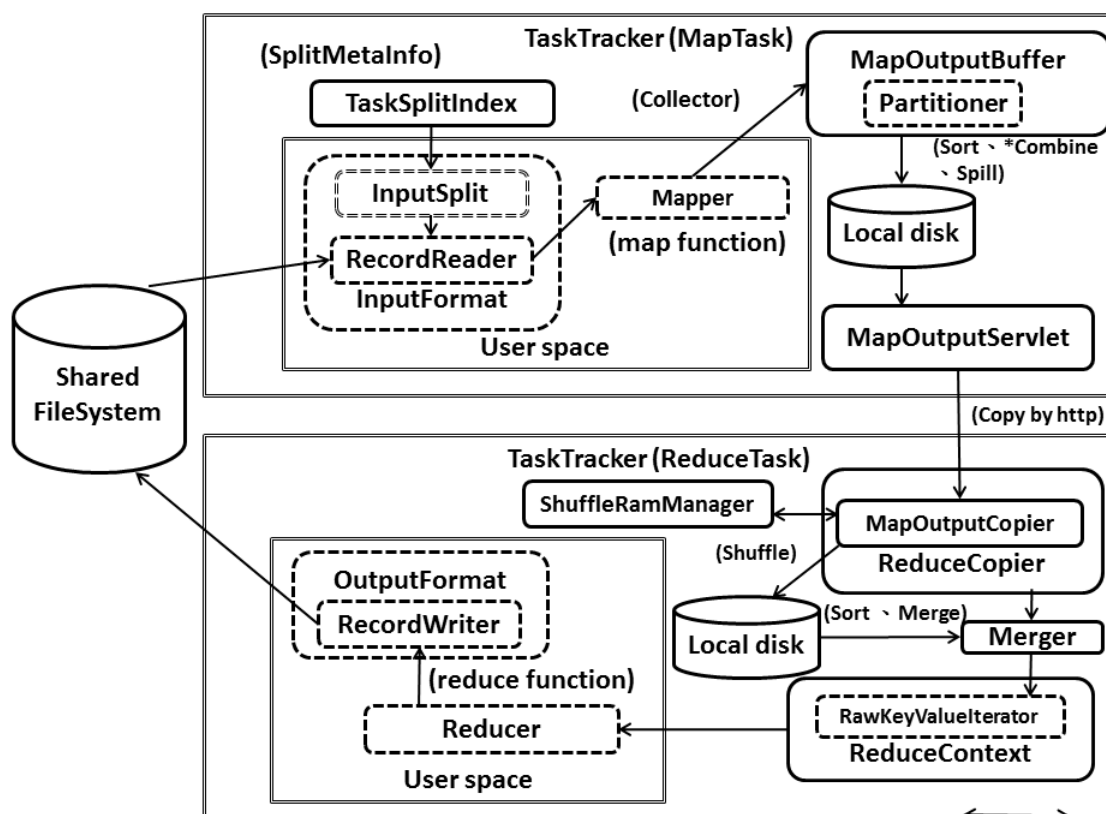 TaskTracker (MapTask)
(SplitMetaInfo)
TaskSplitIndex
MapOutputBuffer
Partitioner
(Collector)
(Sort、*Combine
、Spill)
InputSplit
Mapper
(map function)
RecordReader
InputFormat
User space
Local disk
MapOutputServlet
Shared
FileSystem
(Copy by http)
TaskTracker (ReduceTask)
ShuffleRamManager
MapOutputCopier
ReduceCopier
(Shuffle)
OutputFormat
RecordWriter
(Sort 、Merge)
Local disk
Merger
(reduce function)
Reducer
RawKeyValueIterator
ReduceContext
User space